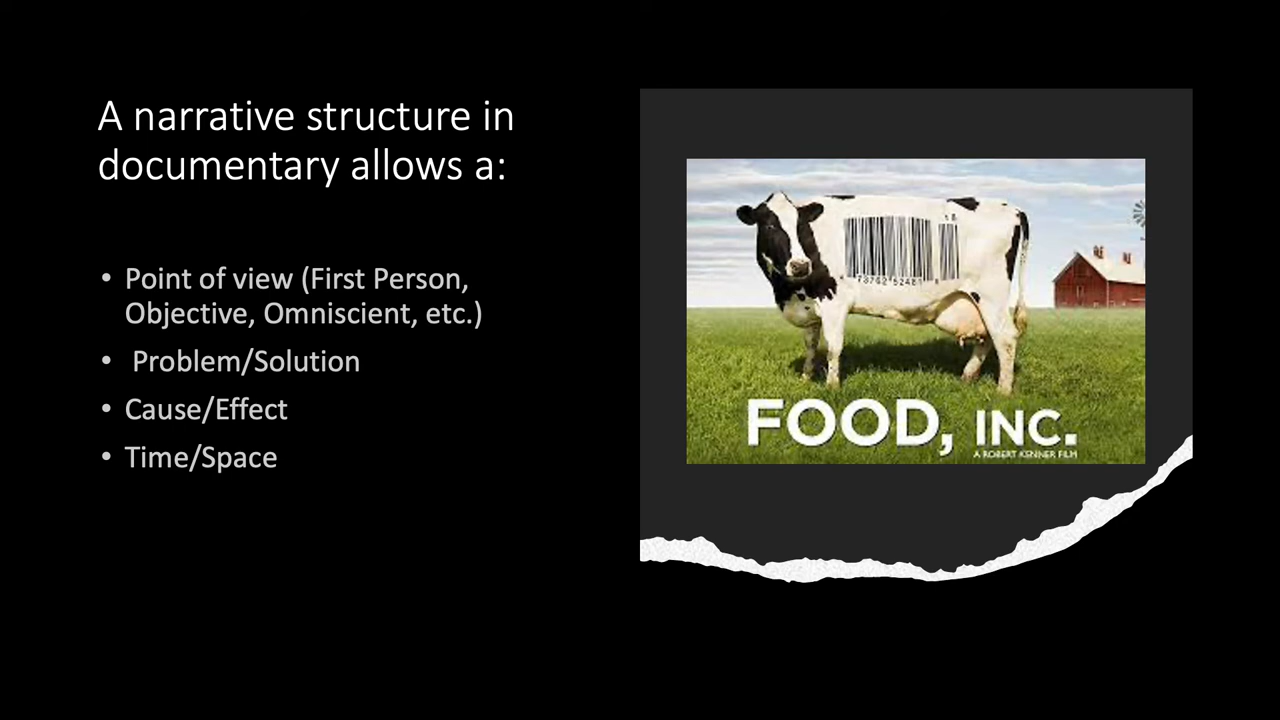 A narrative structure in
documentary allows a:
• Point of view (First Person,
Objective, Omniscient, etc.)
• Problem/Solution
• Cause/Effect
• Time/Space
FOOD, INC.
A ROBERT KENNER FILM